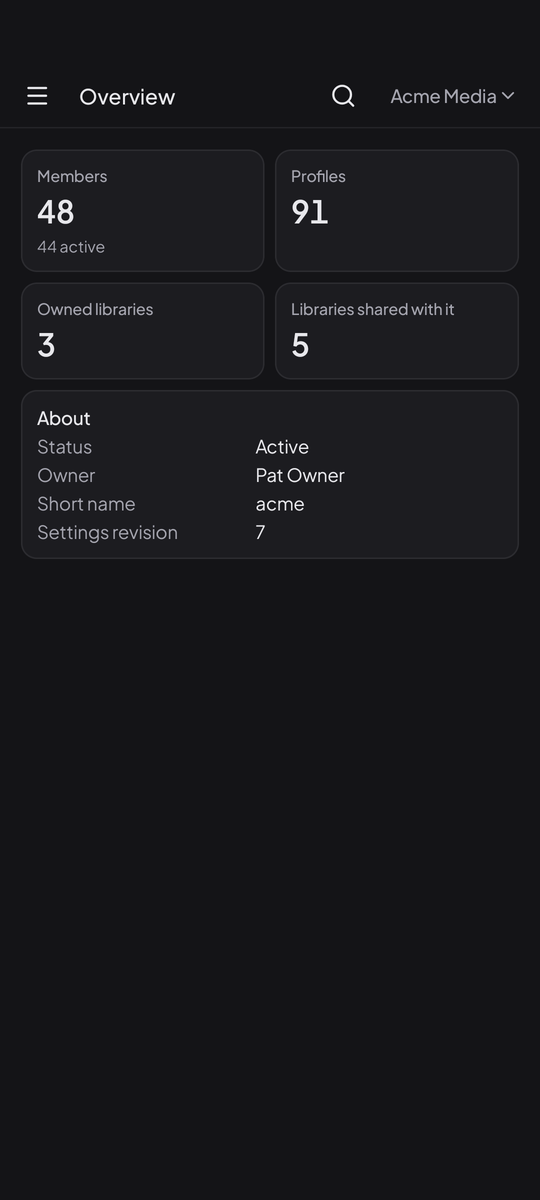 Overview
Acme Media
Members
48
44 active
Profiles
91
Owned libraries
3
Libraries shared with it
5
About
Status Active
Owner Pat Owner
Short name acme
Settings revision 7